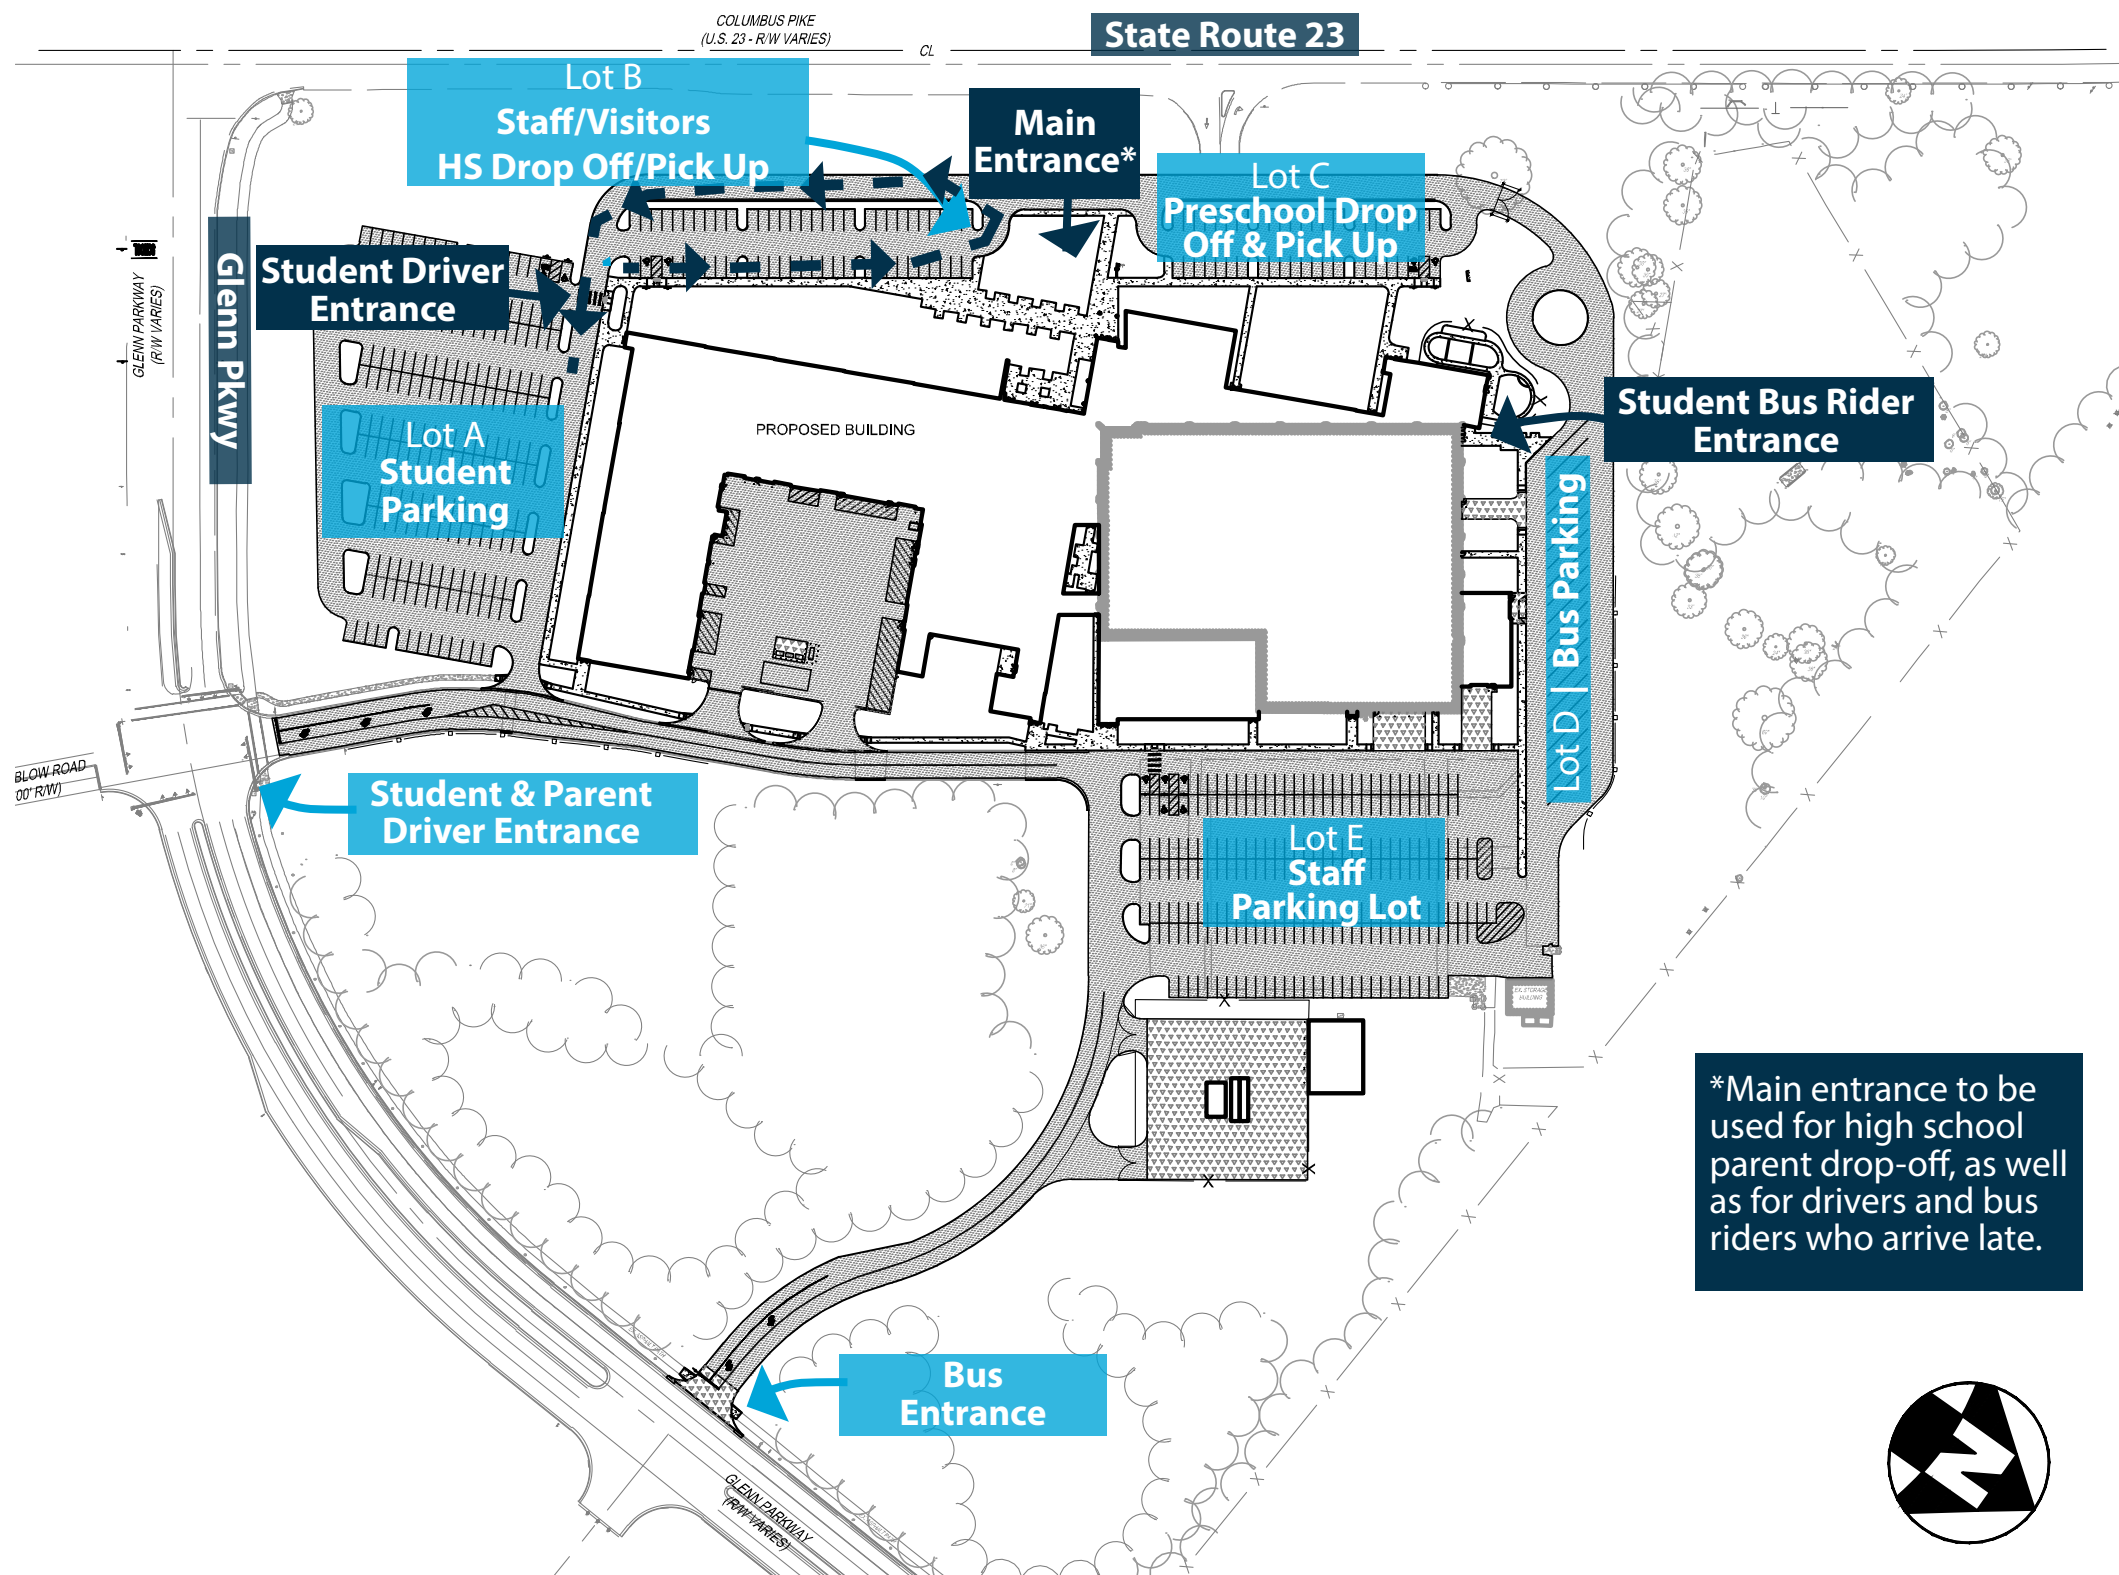 COLUMBUS PIKE
(U.S. 23 - R/W VARIES)
CL
State Route 23
Lot B
Staff/Visitors
HS Drop Off/Pick Up
Main
Entrance*
Lot C
Preschool Drop
Off & Pick Up
Glenn Pkwy
GLENN PARKWAY
(R/W VARIES)
Student Driver
Entrance
Student Bus Rider
Entrance
PROPOSED BUILDING
Lot A
Student
Parking
Lot D | Bus Parking
BLOW ROAD
00' R/W)
Student & Parent
Driver Entrance
Lot E
Staff
Parking Lot
EX. STORAGE
BUILDING
*Main entrance to be
used for high school
parent drop-off, as well
as for drivers and bus
riders who arrive late.
Bus
Entrance
GLENN PARKWAY
(R/W VARIES)
N